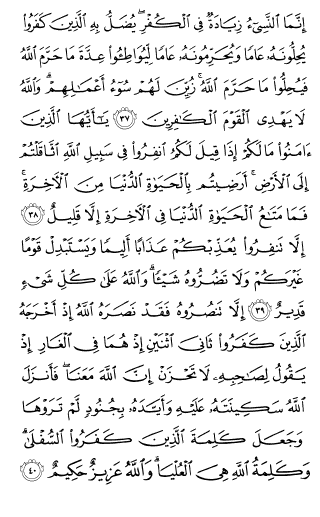 إِنَّمَا ٱلنَّسِىٓءُ زِيَادَةٌ فِى ٱلْكُفْرِ ۖ يُضَلُّ بِهِ ٱلَّذِينَ كَفَرُوا۟
يُحِلُّونَهُۥ عَامًا وَيُحَرِّمُونَهُۥ عَامًا لِّيُوَاطِـُٔوا۟ عِدَّةَ مَا حَرَّمَ ٱللَّهُ
فَيُحِلُّوا۟ مَا حَرَّمَ ٱللَّهُ ۚ زُيِّنَ لَهُمْ سُوٓءُ أَعْمَـٰلِهِمْ ۗ وَٱللَّهُ
لَا يَهْدِى ٱلْقَوْمَ ٱلْكَـٰفِرِينَ ٣٧ يَـٰٓأَيُّهَا ٱلَّذِينَ
ءَامَنُوا۟ مَا لَكُمْ إِذَا قِيلَ لَكُمُ ٱنفِرُوا۟ فِى سَبِيلِ ٱللَّهِ ٱثَّاقَلْتُمْ
إِلَى ٱلْأَرْضِ ۚ أَرَضِيتُم بِٱلْحَيَوٰةِ ٱلدُّنْيَا مِنَ ٱلْـَٔاخِرَةِ ۚ
فَمَا مَتَـٰعُ ٱلْحَيَوٰةِ ٱلدُّنْيَا فِى ٱلْـَٔاخِرَةِ إِلَّا قَلِيلٌ ٣٨
إِلَّا تَنفِرُوا۟ يُعَذِّبْكُمْ عَذَابًا أَلِيمًا وَيَسْتَبْدِلْ قَوْمًا
غَيْرَكُمْ وَلَا تَضُرُّوهُ شَيْـًٔا ۗ وَٱللَّهُ عَلَىٰ كُلِّ شَىْءٍ
قَدِيرٌ ٣٩ إِلَّا تَنصُرُوهُ فَقَدْ نَصَرَهُ ٱللَّهُ إِذْ أَخْرَجَهُ
ٱلَّذِينَ كَفَرُوا۟ ثَانِىَ ٱثْنَيْنِ إِذْ هُمَا فِى ٱلْغَارِ إِذْ
يَقُولُ لِصَـٰحِبِهِۦ لَا تَحْزَنْ إِنَّ ٱللَّهَ مَعَنَا ۖ فَأَنزَلَ
ٱللَّهُ سَكِينَتَهُۥ عَلَيْهِ وَأَيَّدَهُۥ بِجُنُودٍ لَّمْ تَرَوْهَا
وَجَعَلَ كَلِمَةَ ٱلَّذِينَ كَفَرُوا۟ ٱلسُّفْلَىٰ ۗ
وَكَلِمَةُ ٱللَّهِ هِىَ ٱلْعُلْيَا ۗ وَٱللَّهُ عَزِيزٌ حَكِيمٌ ٤٠